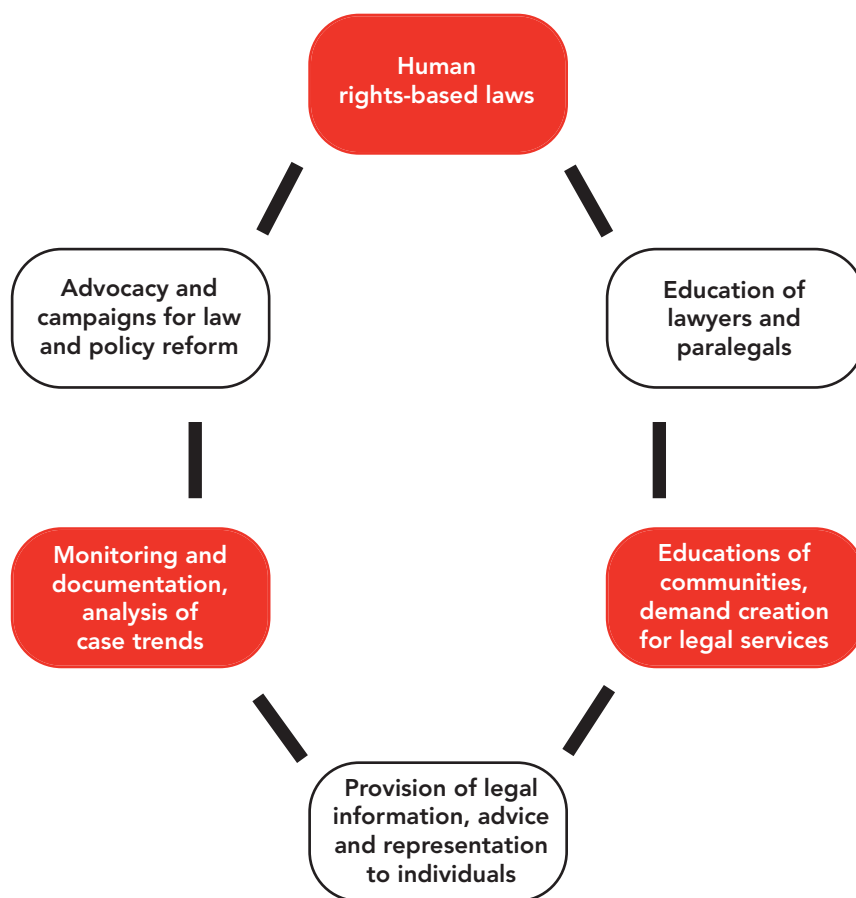 Human
rights-based laws
Advocacy and
campaigns for law
and policy reform
Education of
lawyers and
paralegals
Monitoring and
documentation,
analysis of
case trends
Educations of
communities,
demand creation
for legal services
Provision of legal
information, advice
and representation
to individuals